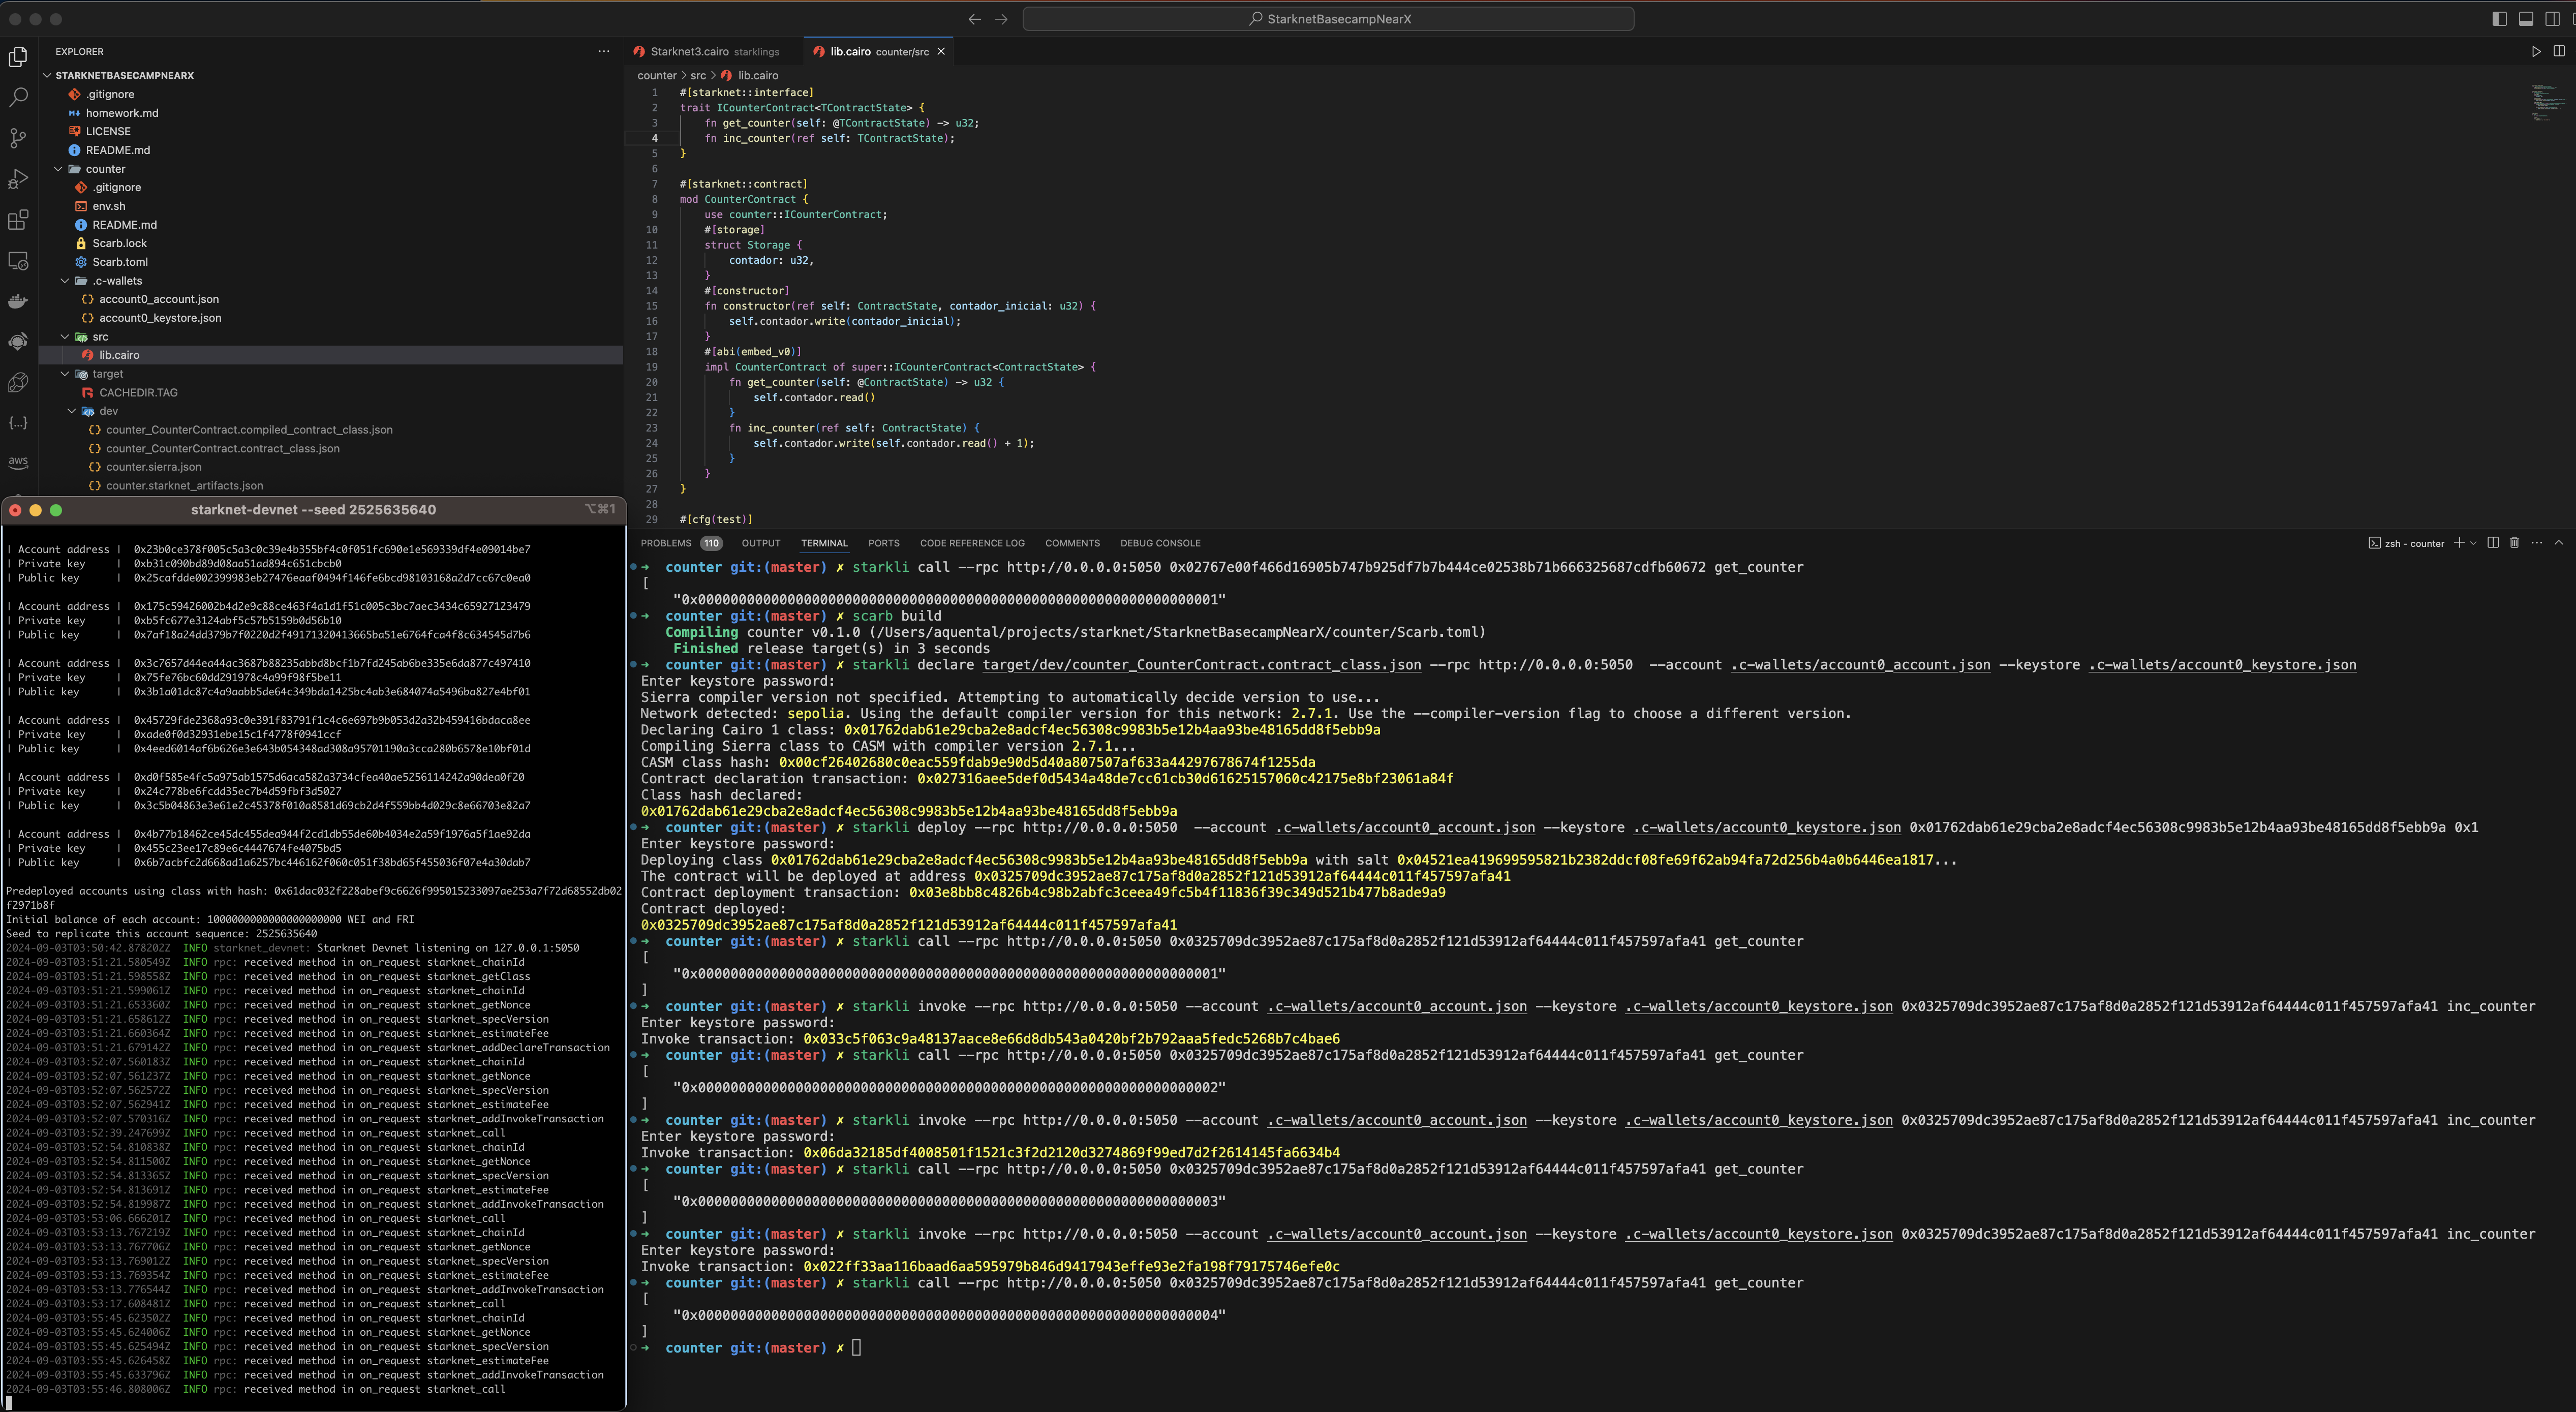 StarknetBasecampNearX
EXPLORER
STARKNETBASECAMPNEARX
.gitignore
homework.md
LICENSE
README.md
counter
.gitignore
env.sh
README.md
Scarb.lock
Scarb.toml
.c-wallets
account0_account.json
account0_keystore.json
src
lib.cairo
target
CACHEDIR.TAG
dev
counter_CounterContract.compiled_contract_class.json
counter_CounterContract.contract_class.json
counter.sierra.json
counter.starknet_artifacts.json
aws
Starknet3.cairo starklings
lib.cairo counter/src
counter > src > lib.cairo
1 #[starknet::interface]
2 trait ICounterContract<TContractState> {
3 fn get_counter(self: @TContractState) -> u32;
4 fn inc_counter(ref self: TContractState);
5 }
6
7 #[starknet::contract]
8 mod CounterContract {
9 use counter::ICounterContract;
10 #[storage]
11 struct Storage {
12 contador: u32,
13 }
14 #[constructor]
15 fn constructor(ref self: ContractState, contador_inicial: u32) {
16 self.contador.write(contador_inicial);
17 }
18 #[abi(embed_v0)]
19 impl CounterContract of super::ICounterContract<ContractState> {
20 fn get_counter(self: @ContractState) -> u32 {
21 self.contador.read()
22 }
23 fn inc_counter(ref self: ContractState) {
24 self.contador.write(self.contador.read() + 1);
25 }
26 }
27 }
28
29 #[cfg(test)]
starknet-devnet --seed 2525635640
⌥⌘1
| Account address | 0x23b0ce378f005c5a3c0c39e4b355bf4c0f051fc690e1e569339df4e09014be7
| Private key | 0xb31c090bd89d08aa51ad894c651cbcb0
| Public key | 0x25cafdde002399983eb27476eaaf0494f146fe6bcd98103168a2d7cc67c0ea0
| Account address | 0x175c59426002b4d2e9c88ce463f4a1d1f51c005c3bc7aec3434c65927123479
| Private key | 0xb5fc677e3124abf5c57b5159b0d56b10
| Public key | 0x7af18a24dd379b7f0220d2f49171320413665ba51e6764fca4f8c634545d7b6
| Account address | 0x3c7657d44ea44ac3687b88235abbd8bcf1b7fd245ab6be335e6da877c497410
| Private key | 0x75fe76bc60dd291978c4a99f98f5be11
| Public key | 0x3b1a01dc87c4a9aabb5de64c349bda1425bc4ab3e684074a5496ba827e4bf01
| Account address | 0x45729fde2368a93c0e391f83791f1c4c6e697b9b053d2a32b459416bdaca8ee
| Private key | 0xade0f0d32931ebe15c1f4778f0941ccf
| Public key | 0x4eed6014af6b626e3e643b054348ad308a95701190a3cca280b6578e10bf01d
| Account address | 0xd0f585e4fc5a975ab1575d6aca582a3734cfea40ae5256114242a90dea0f20
| Private key | 0x24c778be6fcdd35ec7b4d59fbf3d5027
| Public key | 0x3c5b04863e3e61e2c45378f010a8581d69cb2d4f559bb4d029c8e66703e82a7
| Account address | 0x4b77b18462ce45dc455dea944f2cd1db55de60b4034e2a59f1976a5f1ae92da
| Private key | 0x455c23ee17c89e6c4447674fe4075bd5
| Public key | 0x6b7acbfc2d668ad1a6257bc446162f060c051f38bd65f455036f07e4a30dab7
Predeployed accounts using class with hash: 0x61dac032f228abef9c6626f995015233097ae253a7f72d68552db02
f2971b8f
Initial balance of each account: 1000000000000000000000 WEI and FRI
Seed to replicate this account sequence: 2525635640
2024-09-03T03:50:42.878202Z INFO starknet_devnet: Starknet Devnet listening on 127.0.0.1:5050
2024-09-03T03:51:21.580549Z INFO rpc: received method in on_request starknet_chainId
2024-09-03T03:51:21.598558Z INFO rpc: received method in on_request starknet_getClass
2024-09-03T03:51:21.599061Z INFO rpc: received method in on_request starknet_chainId
2024-09-03T03:51:21.653360Z INFO rpc: received method in on_request starknet_getNonce
2024-09-03T03:51:21.658612Z INFO rpc: received method in on_request starknet_specVersion
2024-09-03T03:51:21.660364Z INFO rpc: received method in on_request starknet_estimateFee
2024-09-03T03:51:21.679142Z INFO rpc: received method in on_request starknet_addDeclareTransaction
2024-09-03T03:52:07.560183Z INFO rpc: received method in on_request starknet_chainId
2024-09-03T03:52:07.561237Z INFO rpc: received method in on_request starknet_getNonce
2024-09-03T03:52:07.562572Z INFO rpc: received method in on_request starknet_specVersion
2024-09-03T03:52:07.562941Z INFO rpc: received method in on_request starknet_estimateFee
2024-09-03T03:52:07.570316Z INFO rpc: received method in on_request starknet_addInvokeTransaction
2024-09-03T03:52:39.247699Z INFO rpc: received method in on_request starknet_call
2024-09-03T03:52:54.810838Z INFO rpc: received method in on_request starknet_chainId
2024-09-03T03:52:54.811500Z INFO rpc: received method in on_request starknet_getNonce
2024-09-03T03:52:54.813365Z INFO rpc: received method in on_request starknet_specVersion
2024-09-03T03:52:54.813691Z INFO rpc: received method in on_request starknet_estimateFee
2024-09-03T03:52:54.819987Z INFO rpc: received method in on_request starknet_addInvokeTransaction
2024-09-03T03:53:06.666201Z INFO rpc: received method in on_request starknet_call
2024-09-03T03:53:13.767219Z INFO rpc: received method in on_request starknet_chainId
2024-09-03T03:53:13.767706Z INFO rpc: received method in on_request starknet_getNonce
2024-09-03T03:53:13.769012Z INFO rpc: received method in on_request starknet_specVersion
2024-09-03T03:53:13.769354Z INFO rpc: received method in on_request starknet_estimateFee
2024-09-03T03:53:13.776544Z INFO rpc: received method in on_request starknet_addInvokeTransaction
2024-09-03T03:53:17.608481Z INFO rpc: received method in on_request starknet_call
2024-09-03T03:55:45.623502Z INFO rpc: received method in on_request starknet_chainId
2024-09-03T03:55:45.624006Z INFO rpc: received method in on_request starknet_getNonce
2024-09-03T03:55:45.625494Z INFO rpc: received method in on_request starknet_specVersion
2024-09-03T03:55:45.626458Z INFO rpc: received method in on_request starknet_estimateFee
2024-09-03T03:55:45.633796Z INFO rpc: received method in on_request starknet_addInvokeTransaction
2024-09-03T03:55:46.808006Z INFO rpc: received method in on_request starknet_call
PROBLEMS 110 OUTPUT TERMINAL PORTS CODE REFERENCE LOG COMMENTS DEBUG CONSOLE
zsh - counter
→ counter git:(master) ✗ starkli call --rpc http://0.0.0.0:5050 0x02767e00f466d16905b747b925df7b7b444ce02538b71b666325687cdfb60672 get_counter
[
"0x0000000000000000000000000000000000000000000000000000000000000001"
→ counter git:(master) ✗ scarb build
Compiling counter v0.1.0 (/Users/aquental/projects/starknet/StarknetBasecampNearX/counter/Scarb.toml)
Finished release target(s) in 3 seconds
→ counter git:(master) ✗ starkli declare target/dev/counter_CounterContract.contract_class.json --rpc http://0.0.0.0:5050 --account .c-wallets/account0_account.json --keystore .c-wallets/account0_keystore.json
Enter keystore password:
Sierra compiler version not specified. Attempting to automatically decide version to use...
Network detected: sepolia. Using the default compiler version for this network: 2.7.1. Use the --compiler-version flag to choose a different version.
Declaring Cairo 1 class: 0x01762dab61e29cba2e8adcf4ec56308c9983b5e12b4aa93be48165dd8f5ebb9a
Compiling Sierra class to CASM with compiler version 2.7.1...
CASM class hash: 0x00cf26402680c0eac559fdab9e90d5d40a807507af633a44297678674f1255da
Contract declaration transaction: 0x027316aee5def0d5434a48de7cc61cb30d61625157060c42175e8bf23061a84f
Class hash declared:
0x01762dab61e29cba2e8adcf4ec56308c9983b5e12b4aa93be48165dd8f5ebb9a
→ counter git:(master) ✗ starkli deploy --rpc http://0.0.0.0:5050 --account .c-wallets/account0_account.json --keystore .c-wallets/account0_keystore.json 0x01762dab61e29cba2e8adcf4ec56308c9983b5e12b4aa93be48165dd8f5ebb9a 0x1
Enter keystore password:
Deploying class 0x01762dab61e29cba2e8adcf4ec56308c9983b5e12b4aa93be48165dd8f5ebb9a with salt 0x04521ea419699595821b2382ddcf08fe69f62ab94fa72d256b4a0b6446ea1817...
The contract will be deployed at address 0x0325709dc3952ae87c175af8d0a2852f121d53912af64444c011f457597afa41
Contract deployment transaction: 0x03e8bb8c4826b4c98b2abfc3ceea49fc5b4f11836f39c349d521b477b8ade9a9
Contract deployed:
0x0325709dc3952ae87c175af8d0a2852f121d53912af64444c011f457597afa41
→ counter git:(master) ✗ starkli call --rpc http://0.0.0.0:5050 0x0325709dc3952ae87c175af8d0a2852f121d53912af64444c011f457597afa41 get_counter
[
"0x0000000000000000000000000000000000000000000000000000000000000001"
]
→ counter git:(master) ✗ starkli invoke --rpc http://0.0.0.0:5050 --account .c-wallets/account0_account.json --keystore .c-wallets/account0_keystore.json 0x0325709dc3952ae87c175af8d0a2852f121d53912af64444c011f457597afa41 inc_counter
Enter keystore password:
Invoke transaction: 0x033c5f063c9a48137aace8e66d8db543a0420bf2b792aaa5fedc5268b7c4bae6
→ counter git:(master) ✗ starkli call --rpc http://0.0.0.0:5050 0x0325709dc3952ae87c175af8d0a2852f121d53912af64444c011f457597afa41 get_counter
[
"0x0000000000000000000000000000000000000000000000000000000000000002"
]
→ counter git:(master) ✗ starkli invoke --rpc http://0.0.0.0:5050 --account .c-wallets/account0_account.json --keystore .c-wallets/account0_keystore.json 0x0325709dc3952ae87c175af8d0a2852f121d53912af64444c011f457597afa41 inc_counter
Enter keystore password:
Invoke transaction: 0x06da32185df4008501f1521c3f2d2120d3274869f99ed7d2f2614145fa6634b4
→ counter git:(master) ✗ starkli call --rpc http://0.0.0.0:5050 0x0325709dc3952ae87c175af8d0a2852f121d53912af64444c011f457597afa41 get_counter
[
"0x0000000000000000000000000000000000000000000000000000000000000003"
]
→ counter git:(master) ✗ starkli invoke --rpc http://0.0.0.0:5050 --account .c-wallets/account0_account.json --keystore .c-wallets/account0_keystore.json 0x0325709dc3952ae87c175af8d0a2852f121d53912af64444c011f457597afa41 inc_counter
Enter keystore password:
Invoke transaction: 0x022ff33aa116baad6aa595979b846d9417943effe93e2fa198f79175746efe0c
→ counter git:(master) ✗ starkli call --rpc http://0.0.0.0:5050 0x0325709dc3952ae87c175af8d0a2852f121d53912af64444c011f457597afa41 get_counter
[
"0x0000000000000000000000000000000000000000000000000000000000000004"
]
→ counter git:(master) ✗